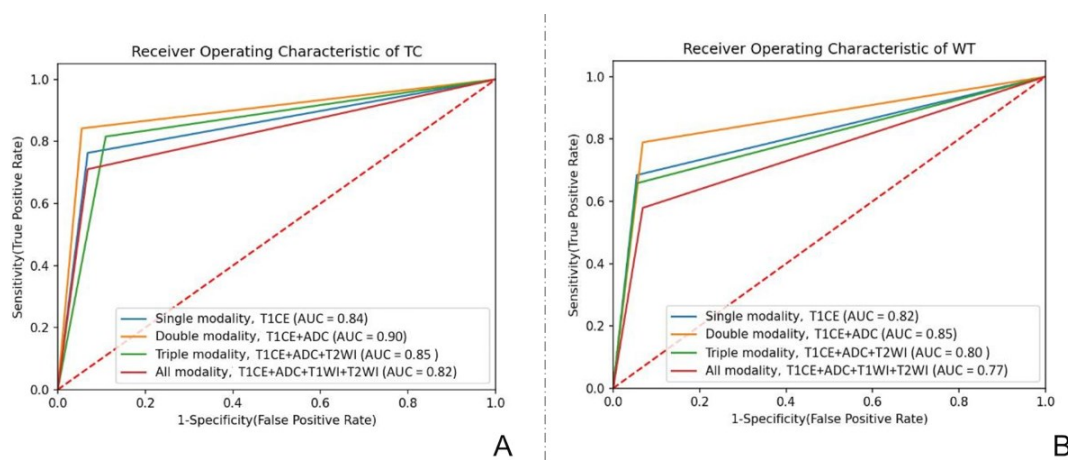 Receiver Operating Characteristic of TC
Sensitivity(True Positive Rate)
1.0
0.8
0.6
0.4
0.2
0.0
Single modality, T1CE (AUC = 0.84)
Double modality, T1CE+ADC (AUC = 0.90)
Triple modality, T1CE+ADC+T2WI (AUC = 0.85 )
All modality, T1CE+ADC+T1WI+T2WI (AUC = 0.82)
0.0 0.2 0.4 0.6 0.8 1.0
1-Specificity(False Positive Rate)
A
Receiver Operating Characteristic of WT
Sensitivity(True Positive Rate)
1.0
0.8
0.6
0.4
0.2
0.0
Single modality, T1CE (AUC = 0.82)
Double modality, T1CE+ADC (AUC = 0.85)
Triple modality, T1CE+ADC+T2WI (AUC = 0.80 )
All modality, T1CE+ADC+T1WI+T2WI (AUC = 0.77)
0.0 0.2 0.4 0.6 0.8 1.0
1-Specificity(False Positive Rate)
B